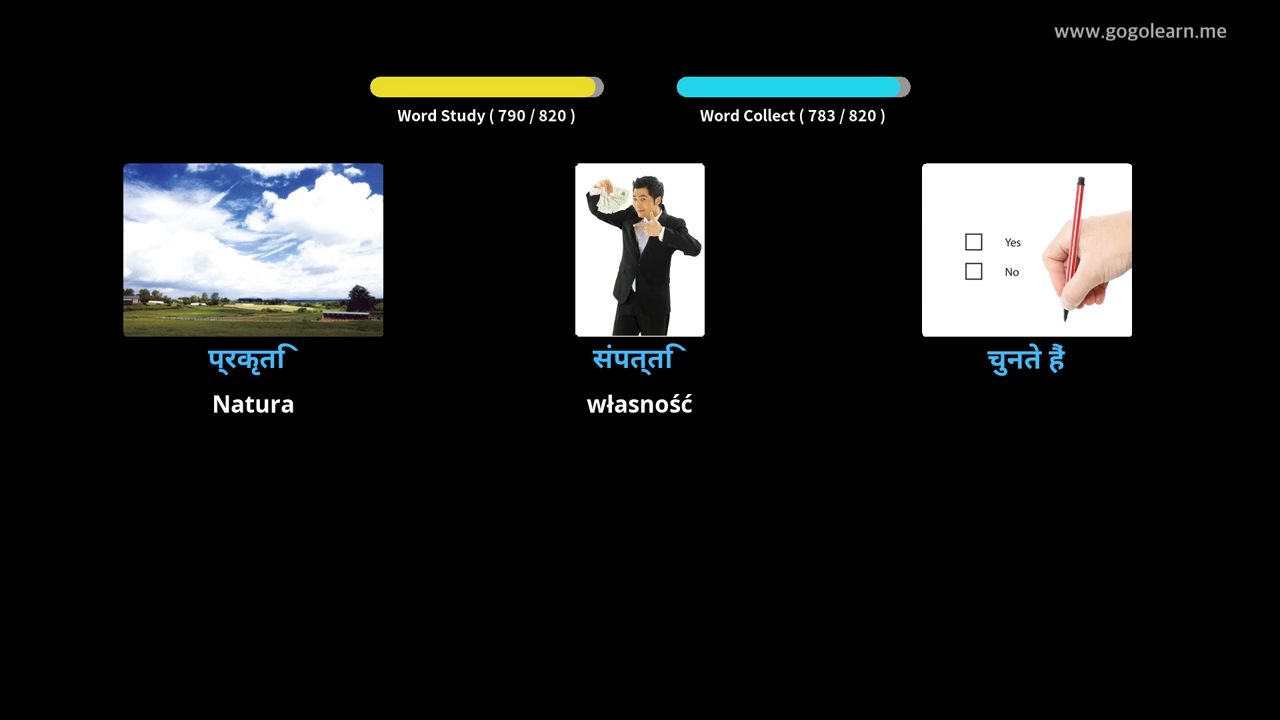 www.gogolearn.me
Word Study ( 790 / 820 )
Word Collect ( 783 / 820 )
Yes
No
प्रकृति
संपत्ति
चुनते हैं
Natura
własność